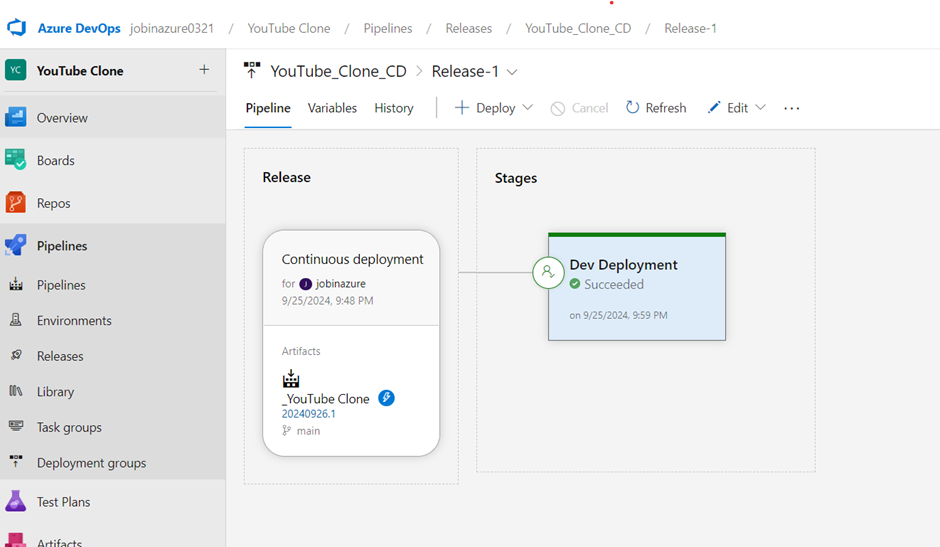 Azure DevOps jobinazure0321 / YouTube Clone / Pipelines / Releases / YouTube_Clone_CD / Release-1
YC YouTube Clone +
Overview
Boards
Repos
Pipelines
Pipelines
Environments
Releases
Library
Task groups
Deployment groups
Test Plans
Artifacts
YouTube_Clone_CD > Release-1
Pipeline Variables History + Deploy Cancel Refresh Edit ...
Release
Continuous deployment
for J jobinazure
9/25/2024, 9:48 PM
Artifacts
_YouTube Clone
20240926.1
main
Stages
Dev Deployment
Succeeded
on 9/25/2024, 9:59 PM